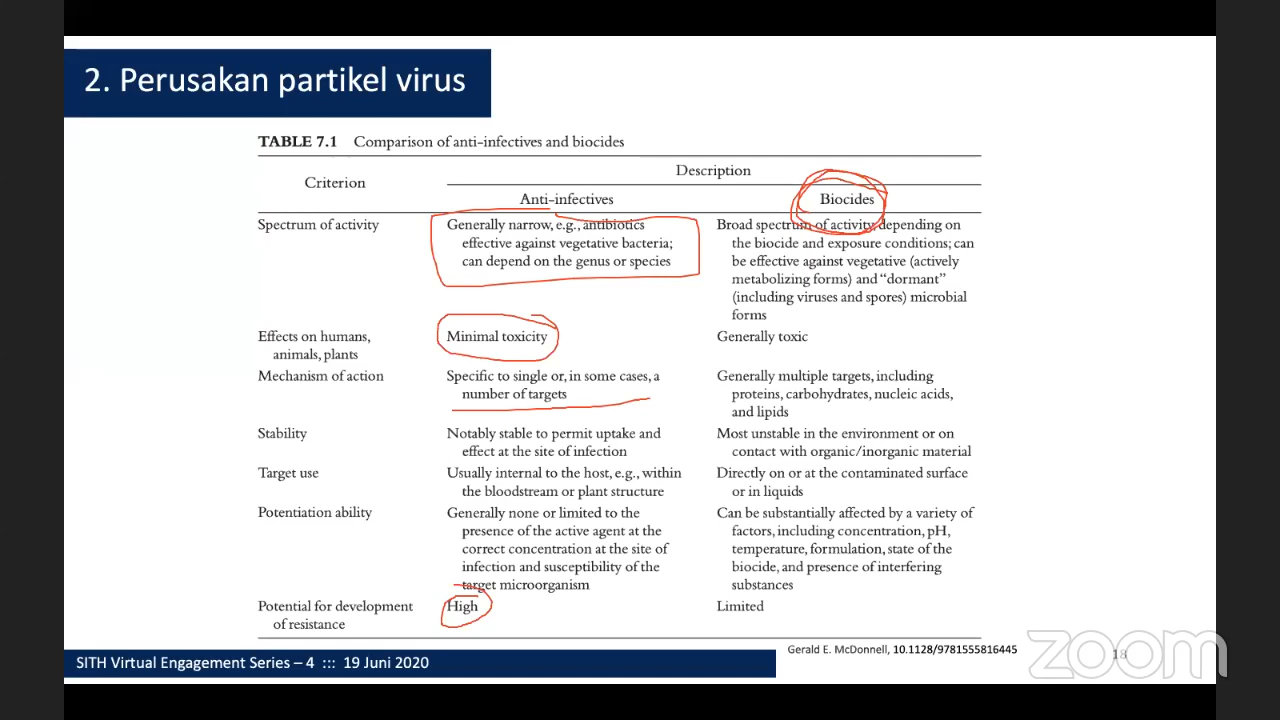 2. Perusakan partikel virus
TABLE 7.1 Comparison of anti-infectives and biocides
Criterion
Description
Anti-infectives
Biocides
Spectrum of activity
Generally narrow, e.g., antibiotics
effective against vegetative bacteria;
can depend on the genus or species
Broad spectrum of activity, depending on
the biocide and exposure conditions; can
be effective against vegetative (actively
metabolizing forms) and “dormant”
(including viruses and spores) microbial
forms
Effects on humans,
animals, plants
Minimal toxicity
Generally toxic
Mechanism of action
Specific to single or, in some cases, a
number of targets
Generally multiple targets, including
proteins, carbohydrates, nucleic acids,
and lipids
Stability
Notably stable to permit uptake and
effect at the site of infection
Most unstable in the environment or on
contact with organic/inorganic material
Target use
Usually internal to the host, e.g., within
the bloodstream or plant structure
Directly on or at the contaminated surface
or in liquids
Potentiation ability
Generally none or limited to the
presence of the active agent at the
correct concentration at the site of
infection and susceptibility of the
target microorganism
Can be substantially affected by a variety of
factors, including concentration, pH,
temperature, formulation, state of the
biocide, and presence of interfering
substances
Potential for development
of resistance
High
Limited
Gerald E. McDonnell, 10.1128/9781555816445
SITH Virtual Engagement Series – 4 ::: 19 Juni 2020
18
zoom